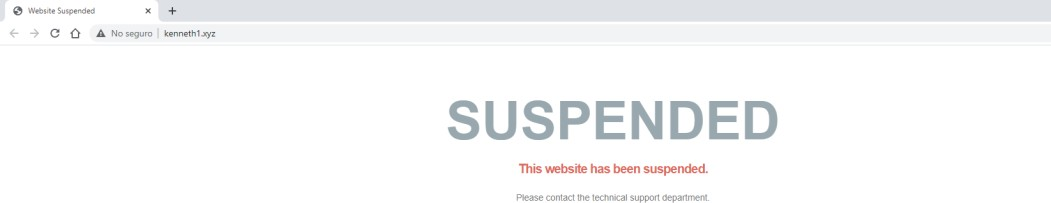 Website Suspended
No seguro | kenneth1.xyz
SUSPENDED
This website has been suspended.
Please contact the technical support department.